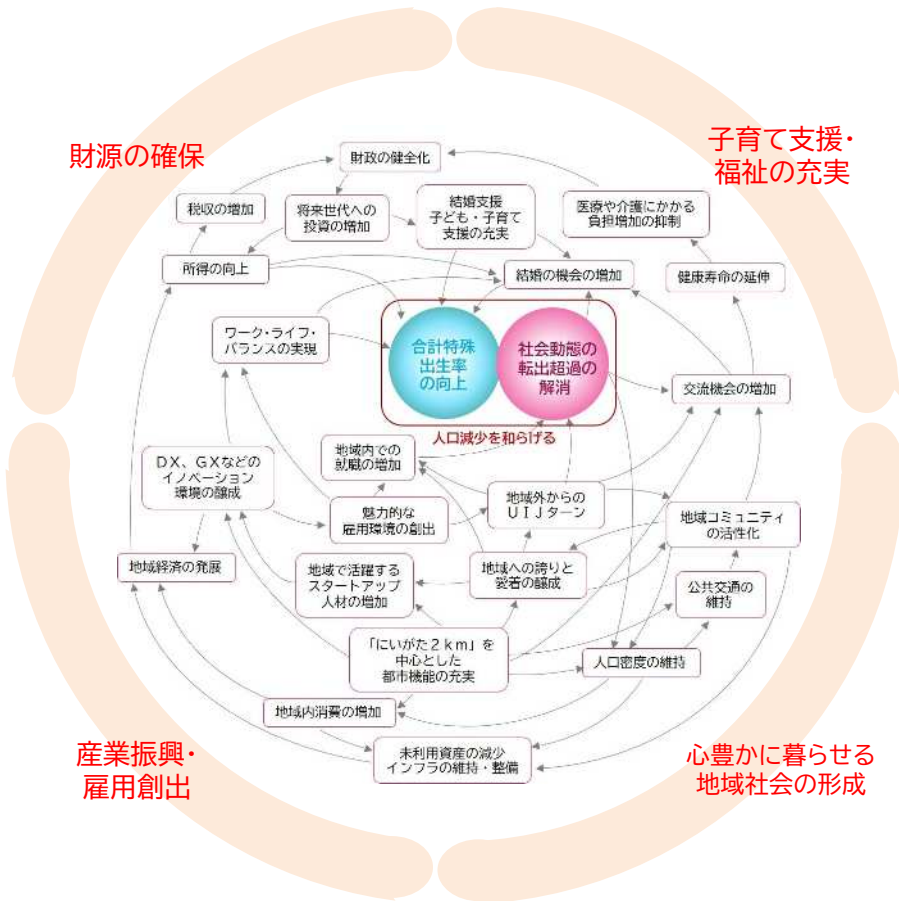 財源の確保
子育て支援・
福祉の充実
財政の健全化
税収の増加
将来世代への
投資の増加
結婚支援
子ども・子育て
支援の充実
医療や介護にかかる
負担増加の抑制
所得の向上
結婚の機会の増加
健康寿命の延伸
ワーク・ライフ・
バランスの実現
合計特殊
出生率
の向上
社会動態の
転出超過の
解消
交流機会の増加
人口減少を和らげる
地域内での
就職の増加
DX、GXなどの
イノベーション
環境の醸成
魅力的な
雇用環境の創出
地域外からの
UIJターン
地域コミュニティ
の活性化
地域経済の発展
地域で活躍する
スタートアップ
人材の増加
地域への誇りと
愛着の醸成
公共交通の
維持
「にいがた2km」を
中心とした
都市機能の充実
人口密度の維持
地域内消費の増加
未利用資産の減少
インフラの維持・整備
産業振興・
雇用創出
心豊かに暮らせる
地域社会の形成